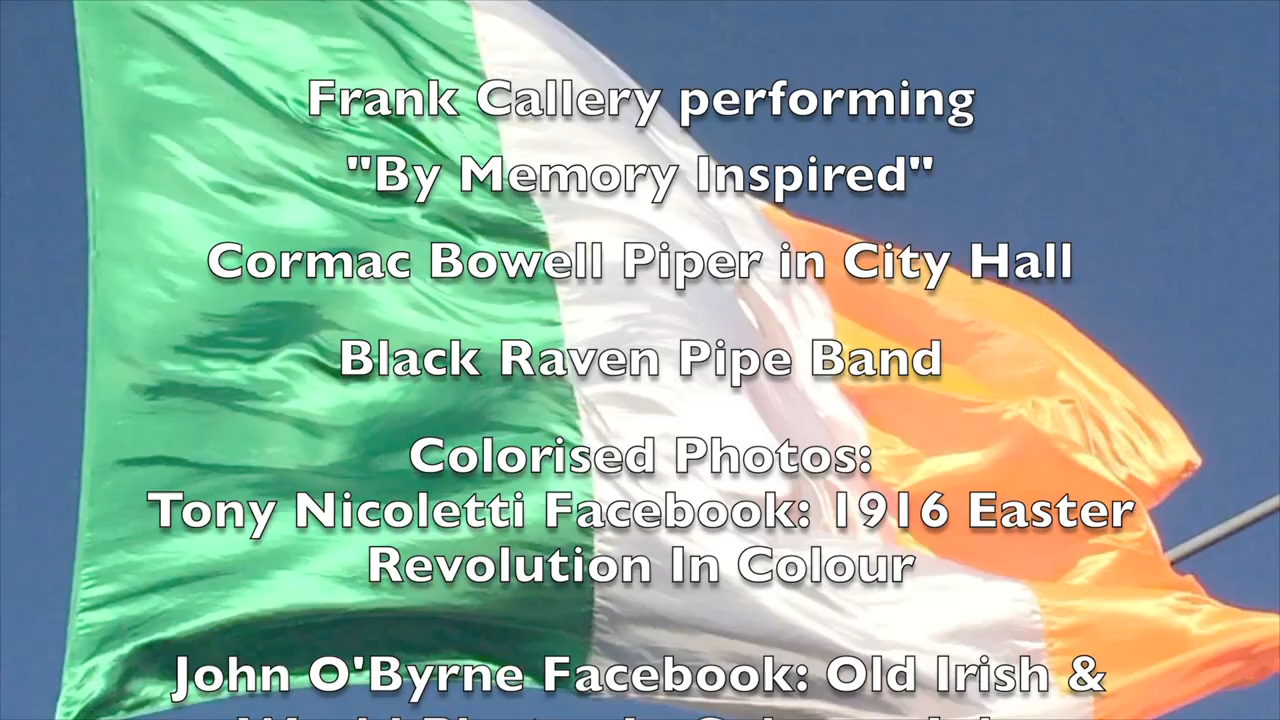 Frank Callery performing
"By Memory Inspired"
Cormac Bowell Piper in City Hall
Black Raven Pipe Band
Colorised Photos:
Tony Nicoletti Facebook: 1916 Easter
Revolution In Colour
John O'Byrne Facebook: Old Irish &